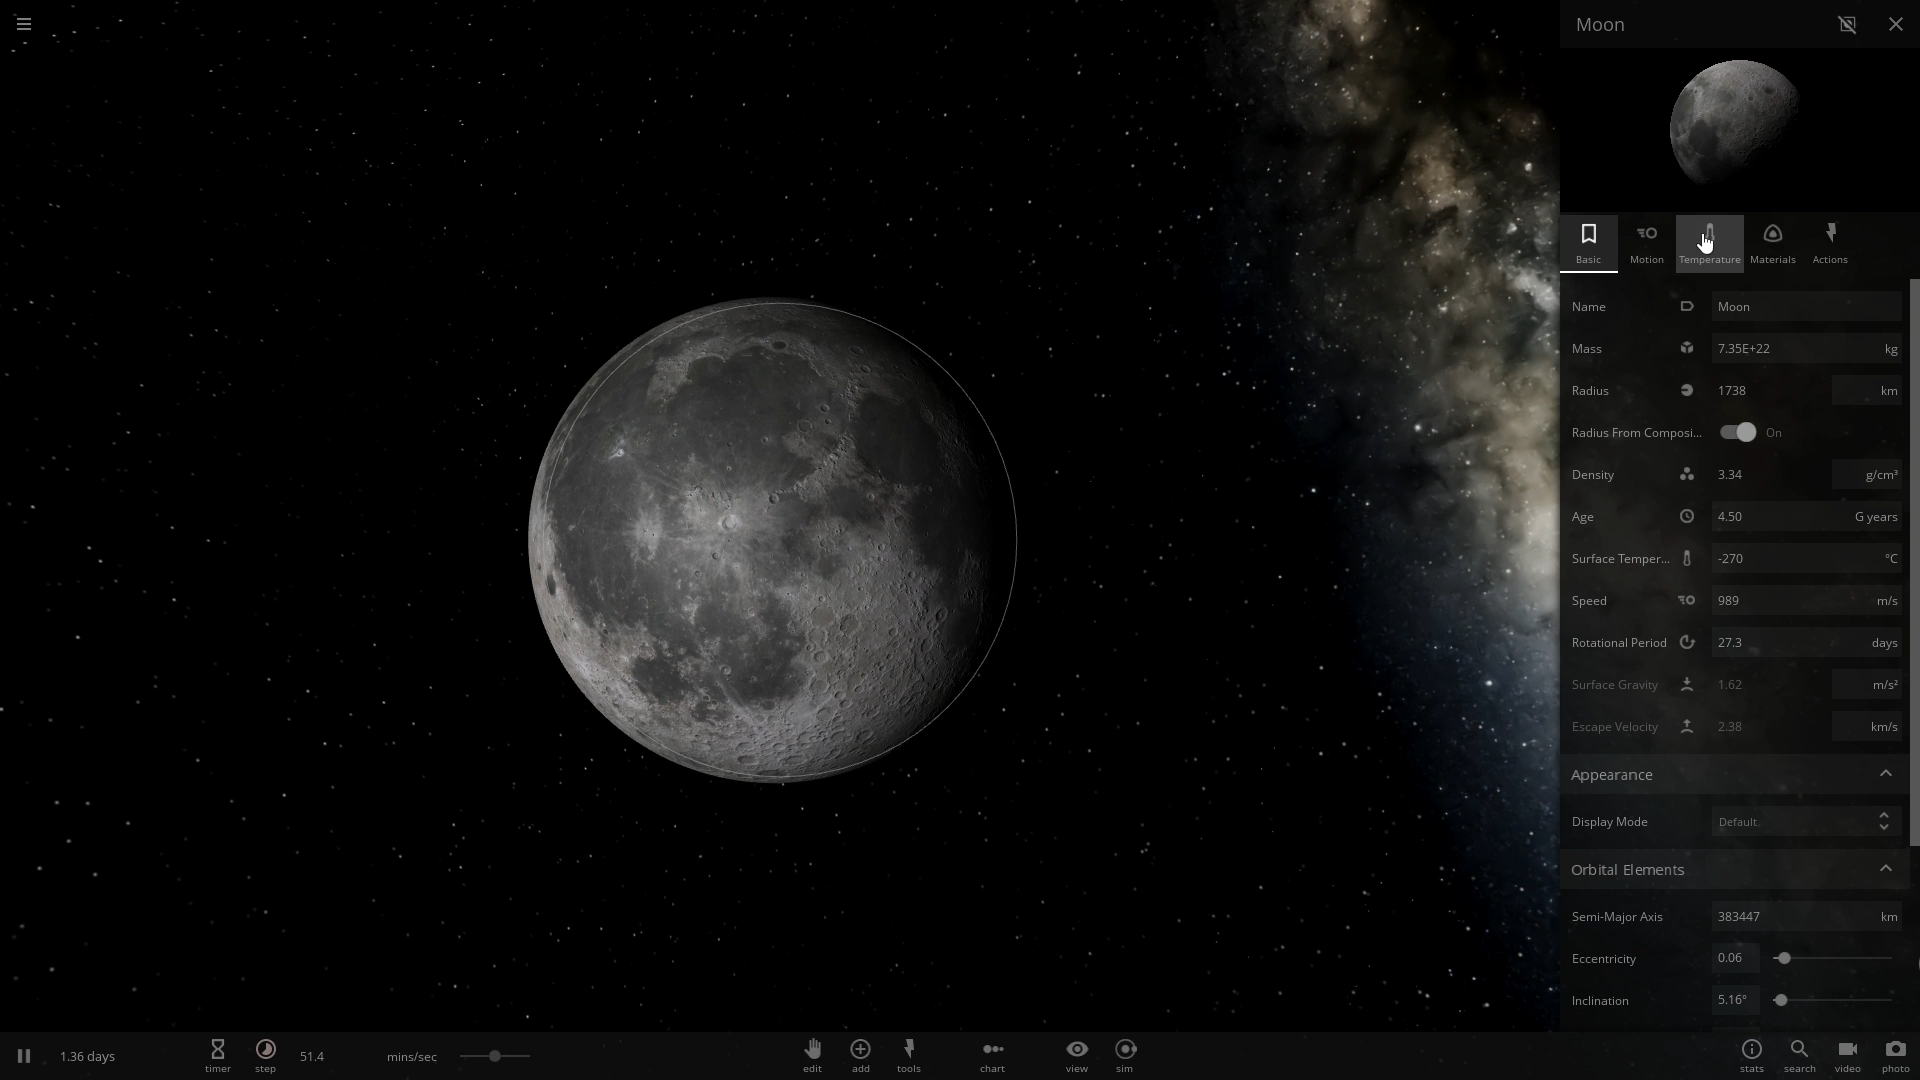 Moon
Basic Motion Temperature Materials Actions
Name Moon
Mass 7.35E+22 kg
Radius 1738 km
Radius From Composi... On
Density 3.34 g/cm³
Age 4.50 G years
Surface Temper... -270 °C
Speed 989 m/s
Rotational Period 27.3 days
Surface Gravity 1.62 m/s²
Escape Velocity 2.38 km/s
Appearance
Display Mode Default
Orbital Elements
Semi-Major Axis 383447 km
Eccentricity 0.06
Inclination 5.16°
1.36 days timer step 51.4 mins/sec edit add tools chart view sim stats search video photo